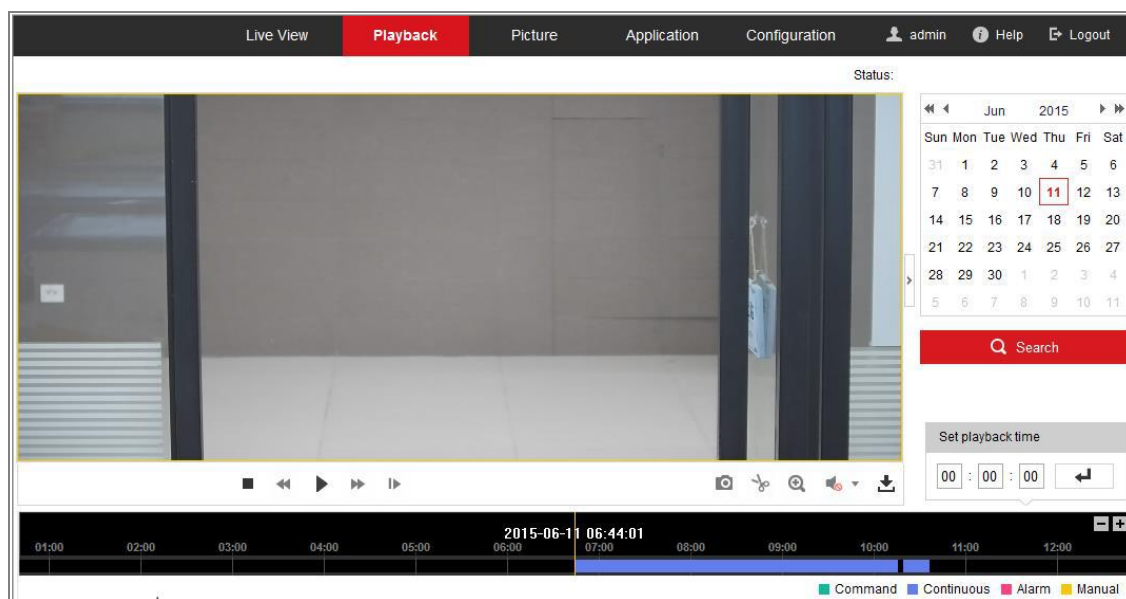 Live View Playback Picture Application Configuration admin Help Logout
Status:
Jun 2015
Sun Mon Tue Wed Thu Fri Sat
31 1 2 3 4 5 6
7 8 9 10 11 12 13
14 15 16 17 18 19 20
21 22 23 24 25 26 27
28 29 30 1 2 3 4
5 6 7 8 9 10 11
Search
Set playback time
00 : 00 : 00
2015-06-11 06:44:01
01:00 02:00 03:00 04:00 05:00 06:00 07:00 08:00 09:00 10:00 11:00 12:00
Command Continuous Alarm Manual